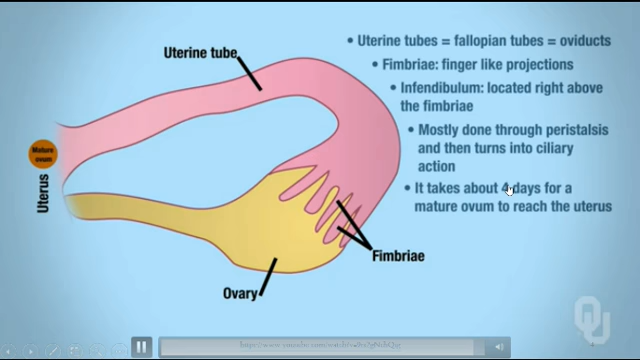 Uterine tube
• Uterine tubes = fallopian tubes = oviducts
• Fimbriae: finger like projections
• Infendibulum: located right above
the fimbriae
• Mostly done through peristalsis
and then turns into ciliary
action
• It takes about 4 days for a
mature ovum to reach the uterus
Mature
ovum
Uterus
Fimbriae
Ovary
OU